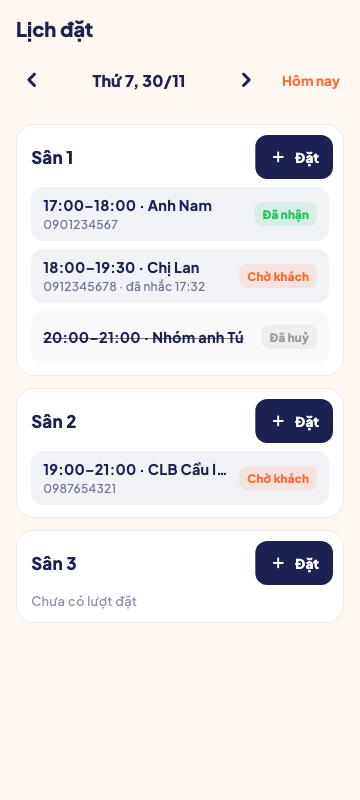 Lịch đặt
Thứ 7, 30/11
Hôm nay
Sân 1
+ Đặt
17:00–18:00 · Anh Nam
0901234567
Đã nhận
18:00–19:30 · Chị Lan
0912345678 · đã nhắc 17:32
Chờ khách
20:00–21:00 · Nhóm anh Tú
Đã huỷ
Sân 2
+ Đặt
19:00–21:00 · CLB Cầu l...
0987654321
Chờ khách
Sân 3
+ Đặt
Chưa có lượt đặt